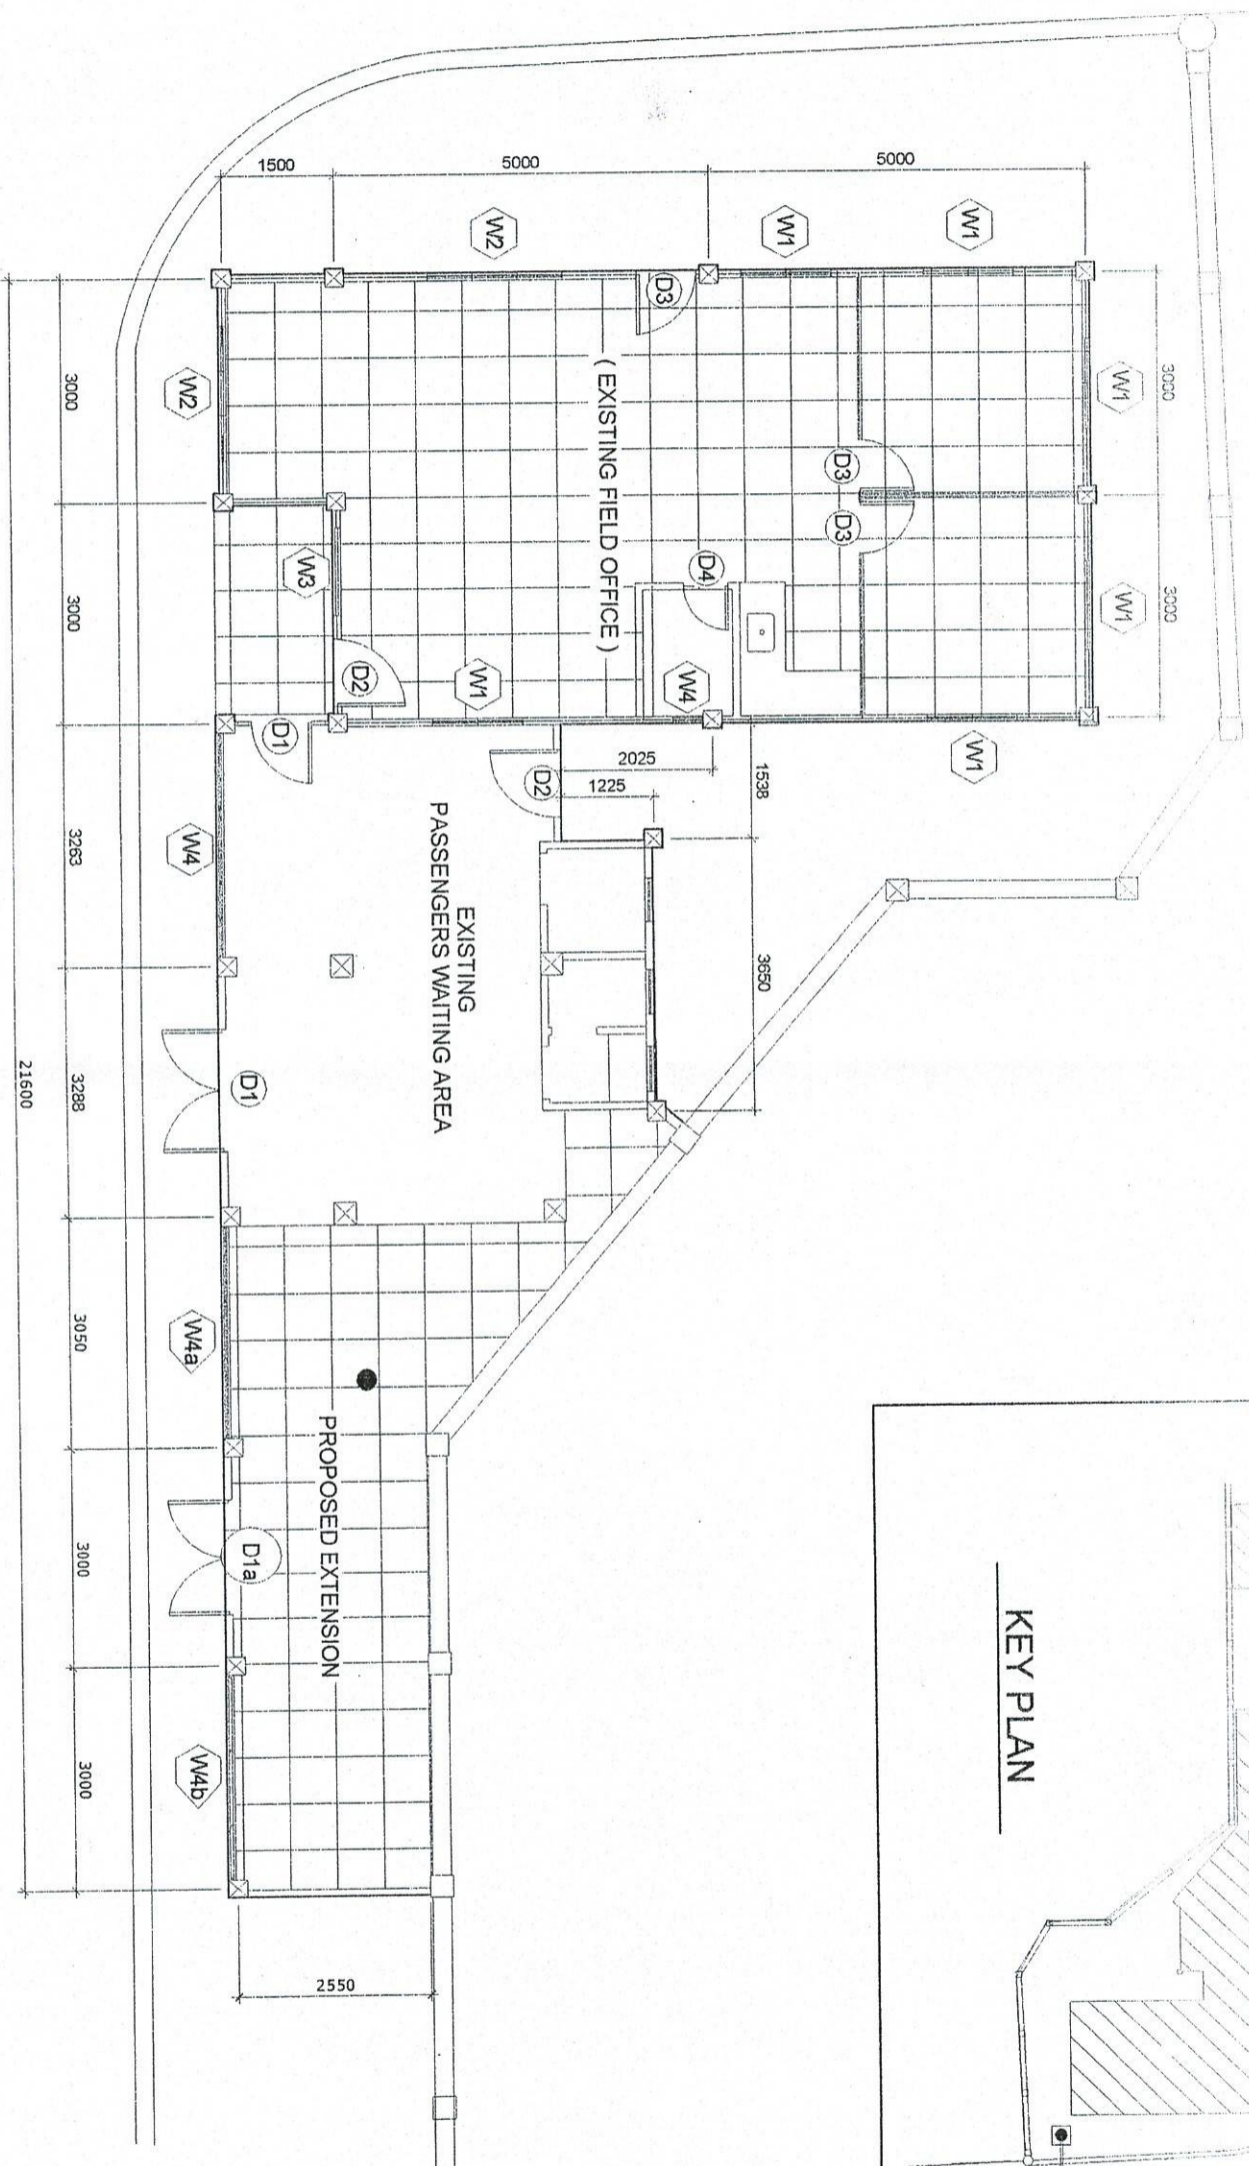 1500
5000
5000
W2
W1
W1
D3
( EXISTING FIELD OFFICE )
3000
W1
3000
W1
D3
D3
D4
W4
3000
W2
W3
3000
D2
W1
D1
D2
2025
1225
1538
W1
3263
W4
EXISTING
PASSENGERS WAITING AREA
3650
21600
3288
D1
3050
W4a
PROPOSED EXTENSION
3000
D1a
3000
W4b
2550
KEY PLAN